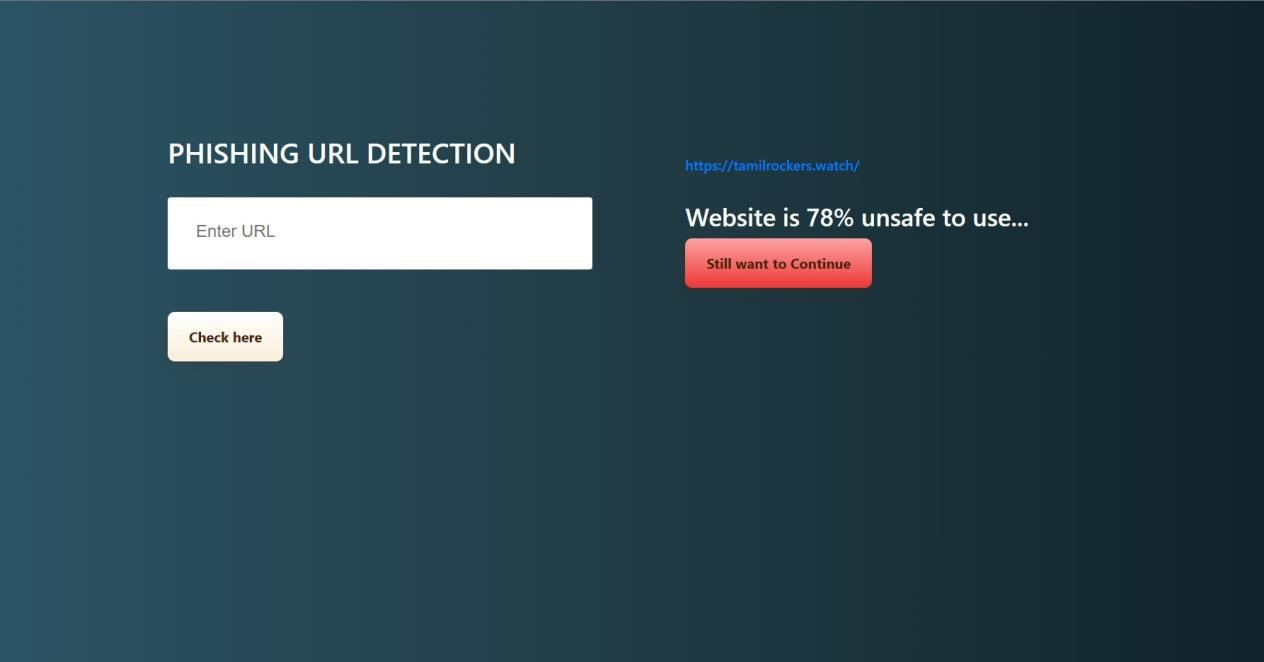 PHISHING URL DETECTION
Enter URL
Check here
https://tamilrockers.watch/
Website is 78% unsafe to use...
Still want to Continue